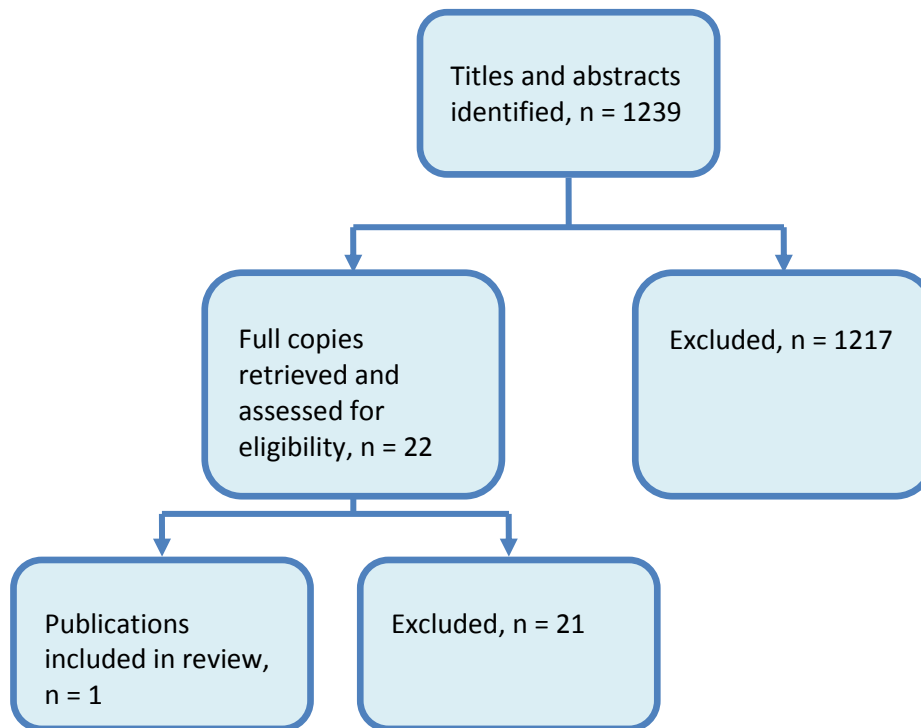 Titles and abstracts
identified, n = 1239
Full copies
retrieved and
assessed for
eligibility, n = 22
Excluded, n = 1217
Publications
included in review,
n = 1
Excluded, n = 21